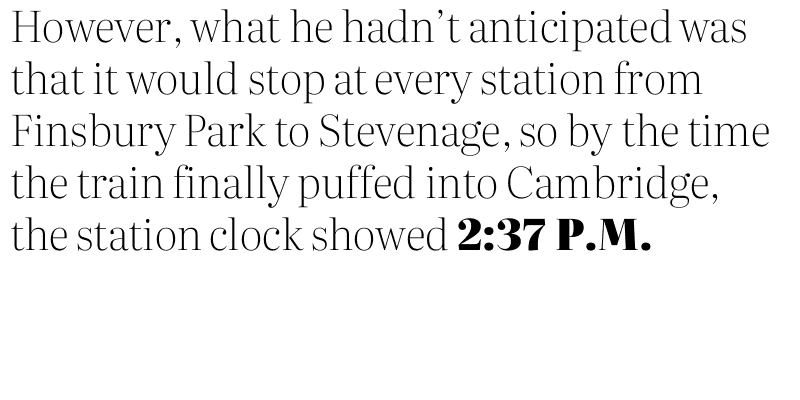 However, what he hadn’t anticipated was
that it would stop at every station from
Finsbury Park to Stevenage, so by the time
the train finally puffed into Cambridge,
the station clock showed 2:37 P.M.